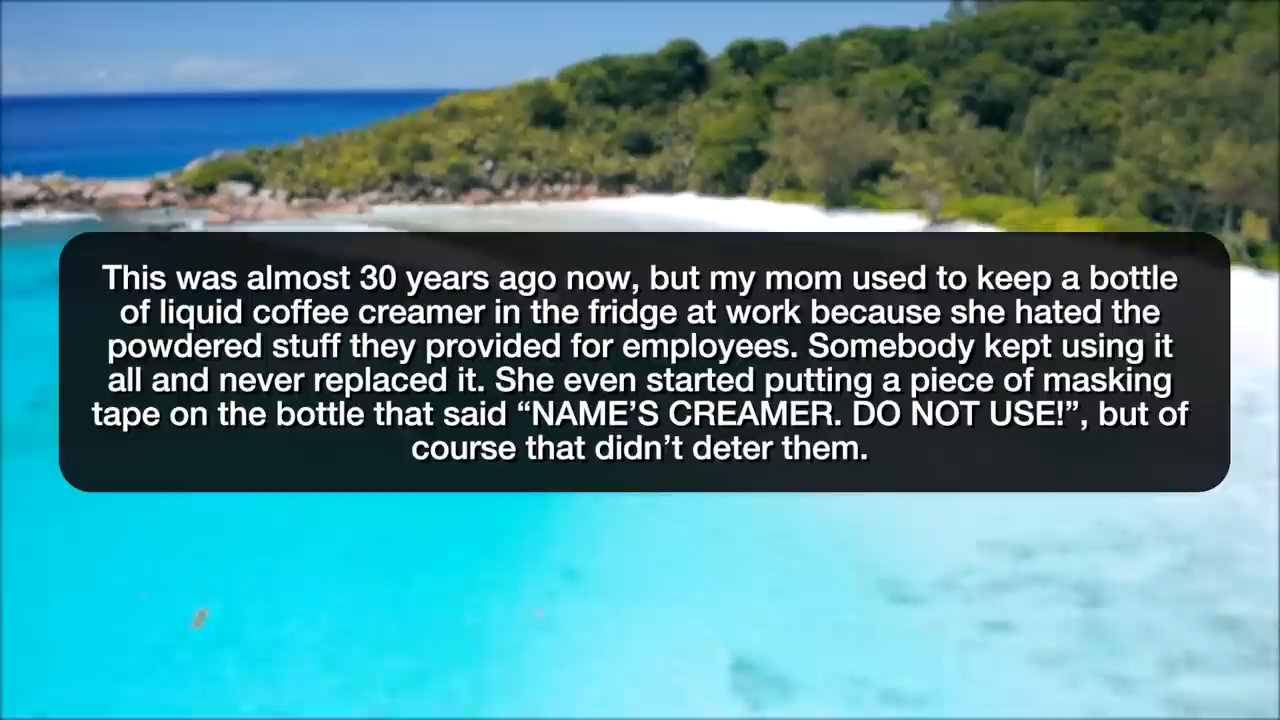 This was almost 30 years ago now, but my mom used to keep a bottle
of liquid coffee creamer in the fridge at work because she hated the
powdered stuff they provided for employees. Somebody kept using it
all and never replaced it. She even started putting a piece of masking
tape on the bottle that said “NAME’S CREAMER. DO NOT USE!”, but of
course that didn’t deter them.